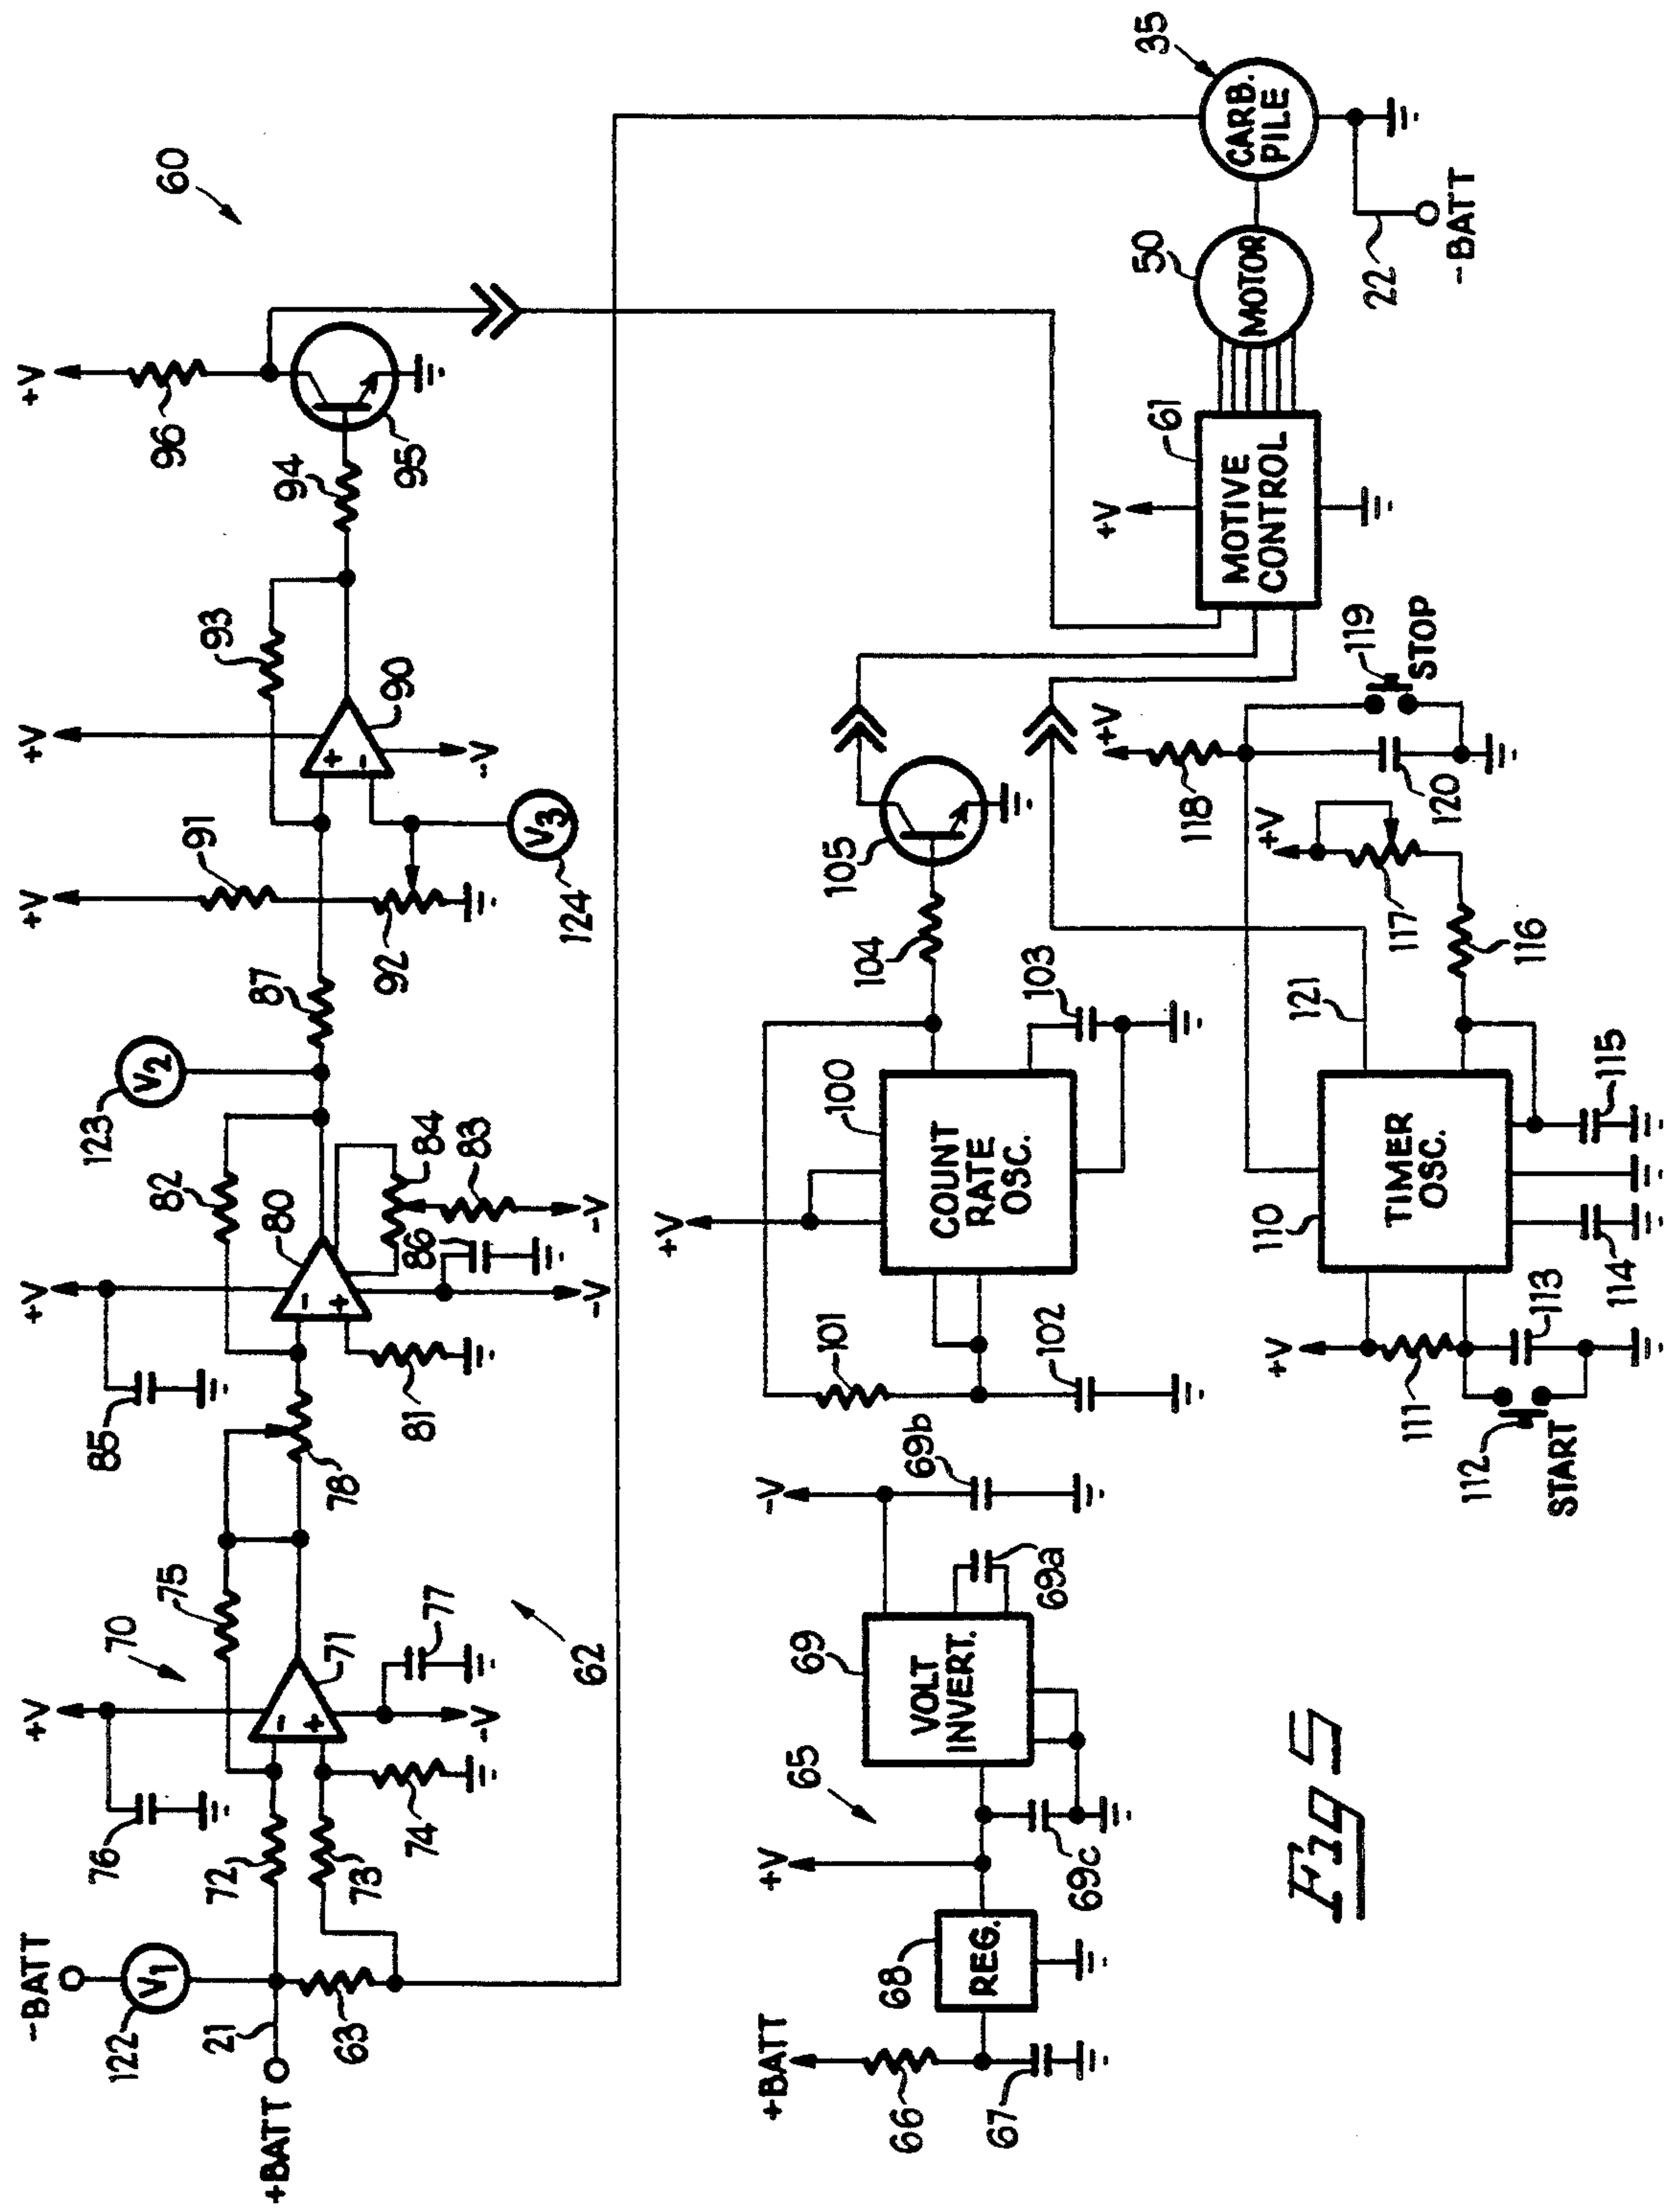 60
-BATT
122
V1
21
+BATT
63
72
73
76
+V
70
75
71
-
+
74
77
-V
62
78
85
+V
81
82
80
-
+
86
84
83
-V
-V
123
V2
87
+V
91
92
124
V3
+V
93
90
+
-
-V
94
95
+V
96
+BATT
66
67
68
REG.
+V
65
69c
69
VOLT
INVERT.
69a
-V
69b
101
102
+V
100
COUNT
RATE
OSC.
103
104
105
+V
111
112
START
113
114
115
110
TIMER
OSC.
121
116
117
+V
118
+V
120
119
STOP
+V
61
MOTIVE
CONTROL
50
MOTOR
35
CARB.
PILE
22
-BATT
Fig 5